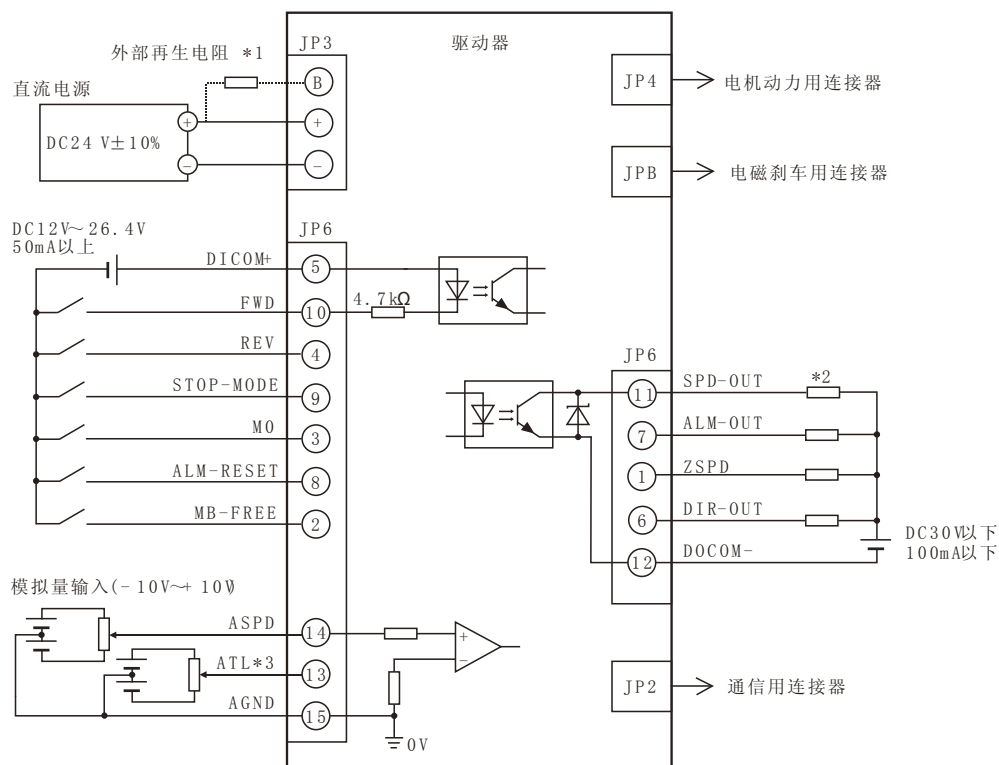 驱动器
外部再生电阻 *1
JP3
直流电源
B
+
+
DC24 V±10%
-
-
JP4
电机动力用连接器
JPB
电磁刹车用连接器
DC12V~26.4V
50mA以上
JP6
DICOM+
5
FWD
10
4.7kΩ
REV
4
STOP-MODE
9
M0
3
ALM-RESET
8
MB-FREE
2
JP6
11
SPD-OUT
*2
7
ALM-OUT
1
ZSPD
6
DIR-OUT
12
DOCOM-
DC30V以下
100mA以下
模拟量输入(-10V~+10V)
ASPD
14
+
-
ATL*3
13
AGND
15
0V
JP2
通信用连接器